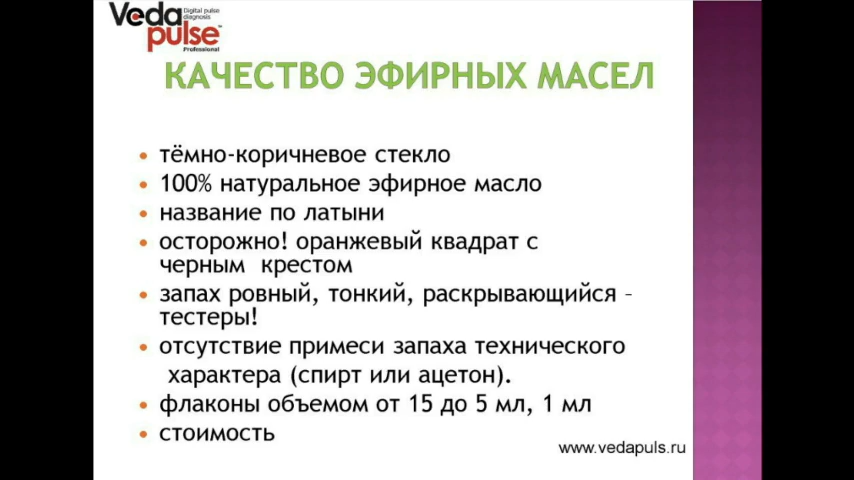 Veda Digital pulse
diagnosis
pulse™
Professional
КАЧЕСТВО ЭФИРНЫХ МАСЕЛ
• тёмно-коричневое стекло
• 100% натуральное эфирное масло
• название по латыни
• осторожно! оранжевый квадрат с
черным крестом
• запах ровный, тонкий, раскрывающийся –
тестеры!
• отсутствие примеси запаха технического
характера (спирт или ацетон).
• флаконы объемом от 15 до 5 мл, 1 мл
• стоимость
www.vedapuls.ru